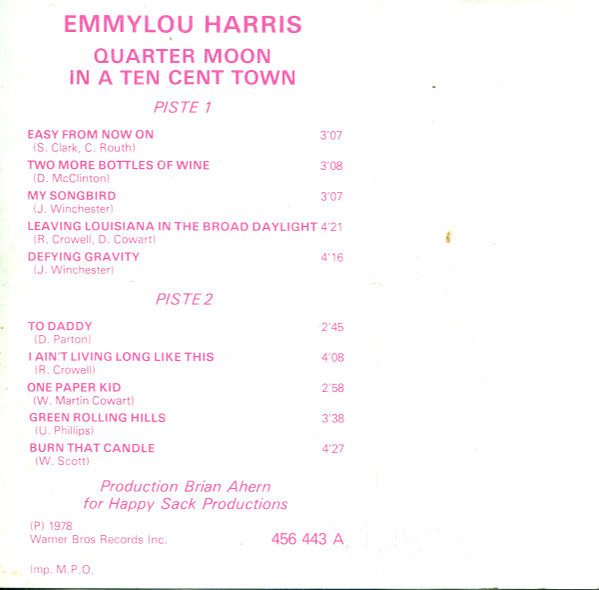 EMMYLOU HARRIS
QUARTER MOON
IN A TEN CENT TOWN
PISTE 1
EASY FROM NOW ON 3'07
(S. Clark, C. Routh)
TWO MORE BOTTLES OF WINE 3'08
(D. McClinton)
MY SONGBIRD 3'07
(J. Winchester)
LEAVING LOUISIANA IN THE BROAD DAYLIGHT 4'21
(R. Crowell, D. Cowart)
DEFYING GRAVITY 4'16
(J. Winchester)
PISTE 2
TO DADDY 2'45
(D. Parton)
I AIN'T LIVING LONG LIKE THIS 4'08
(R. Crowell)
ONE PAPER KID 2'58
(W. Martin Cowart)
GREEN ROLLING HILLS 3'38
(U. Phillips)
BURN THAT CANDLE 4'27
(W. Scott)
Production Brian Ahern
for Happy Sack Productions
(P) 1978
Warner Bros Records Inc. 456 443 A
Imp. M.P.O.